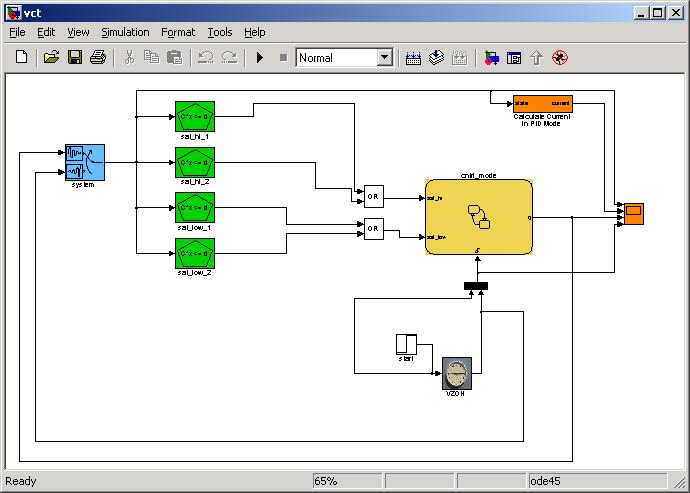 vct
File Edit View Simulation Format Tools Help
Normal
state current
Calculate Current
in PID Mode
C*x <= d
sat_hi_1
cntrl_mode
C*x <= d
sat_hi_2
system
OR
sat_hi
C*x <= d
sat_low_1
q
OR
sat_low
C*x <= d
sat_low_2
start
VZOH
Ready 65% ode45